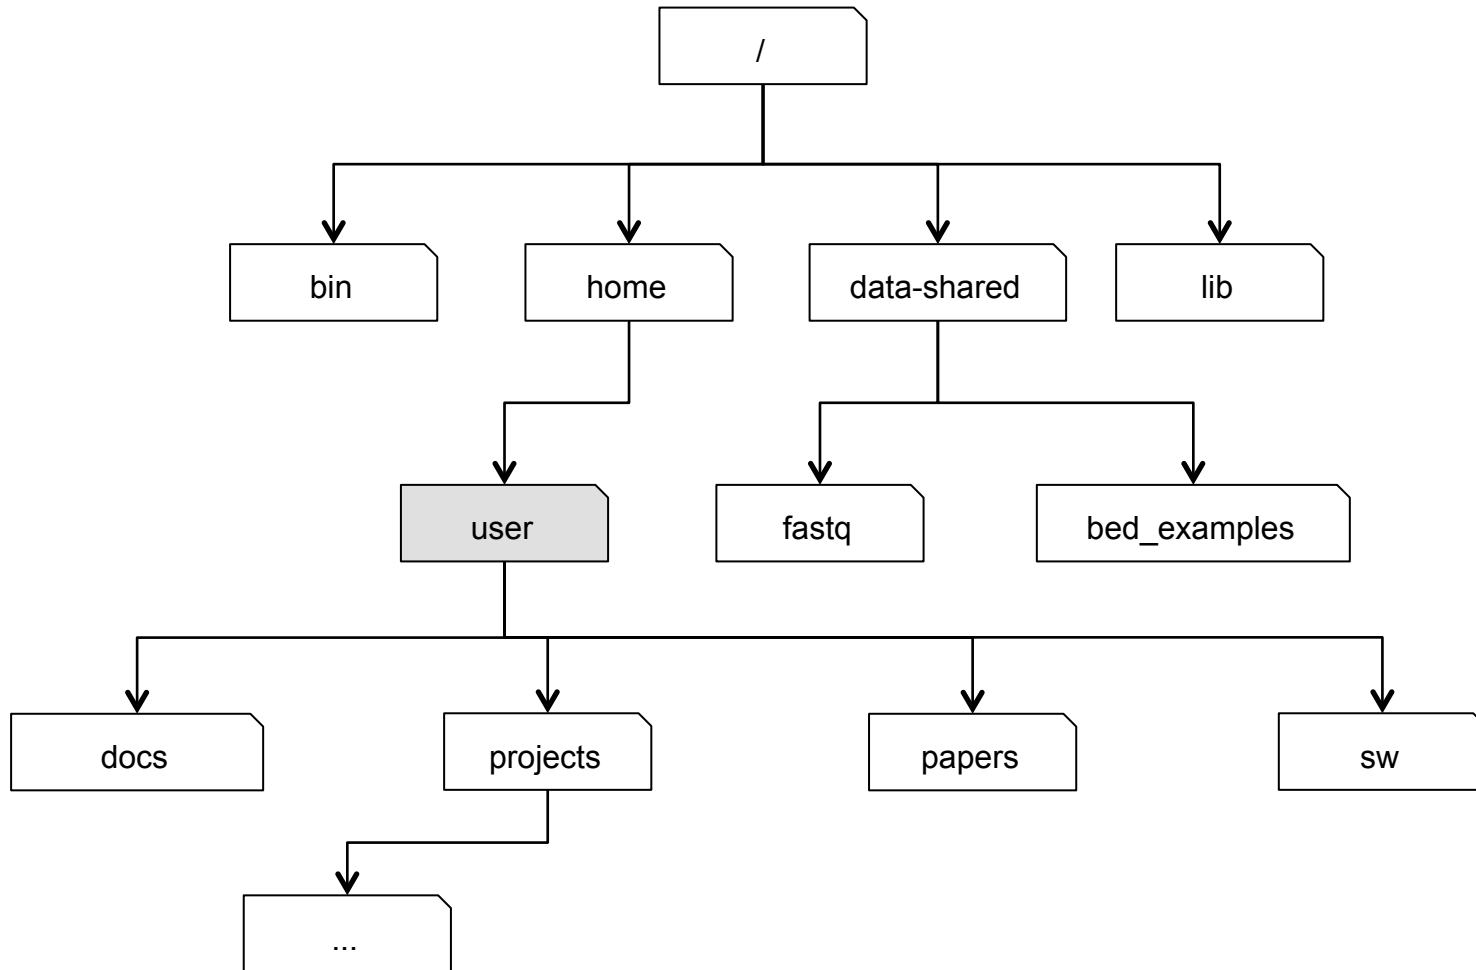 /
bin
home
data-shared
lib
user
fastq
bed_examples
docs
projects
papers
sw
...